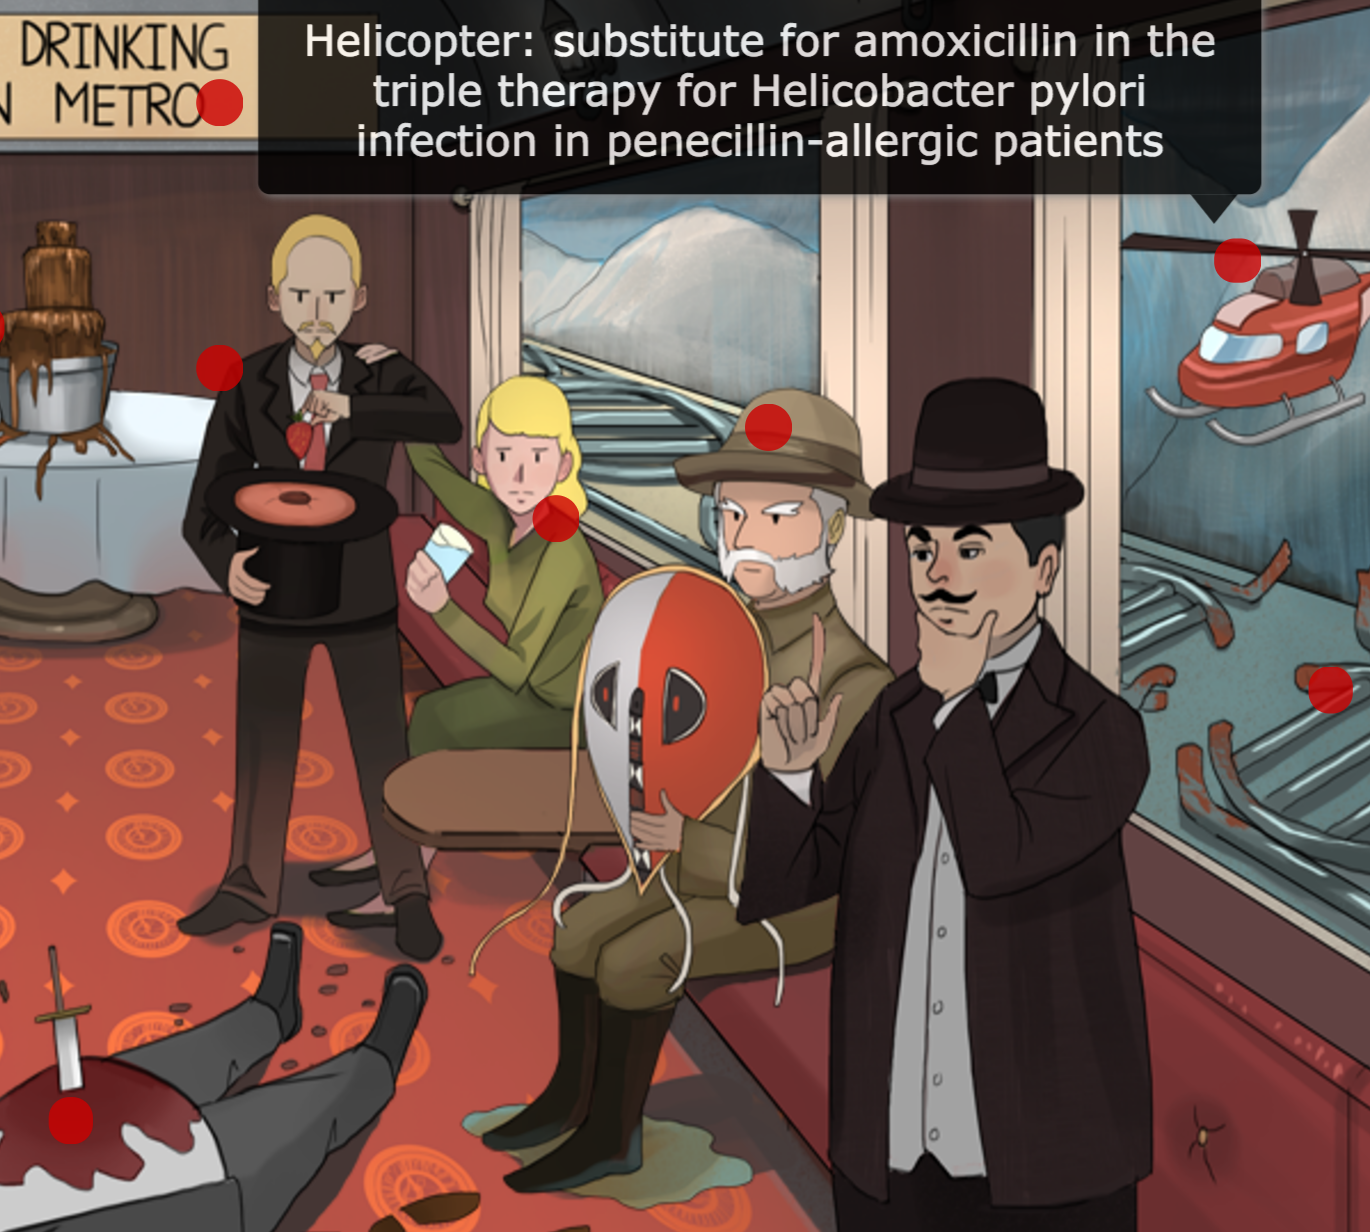 DRINKING
N METRO
Helicopter: substitute for amoxicillin in the
triple therapy for Helicobacter pylori
infection in penecillin-allergic patients